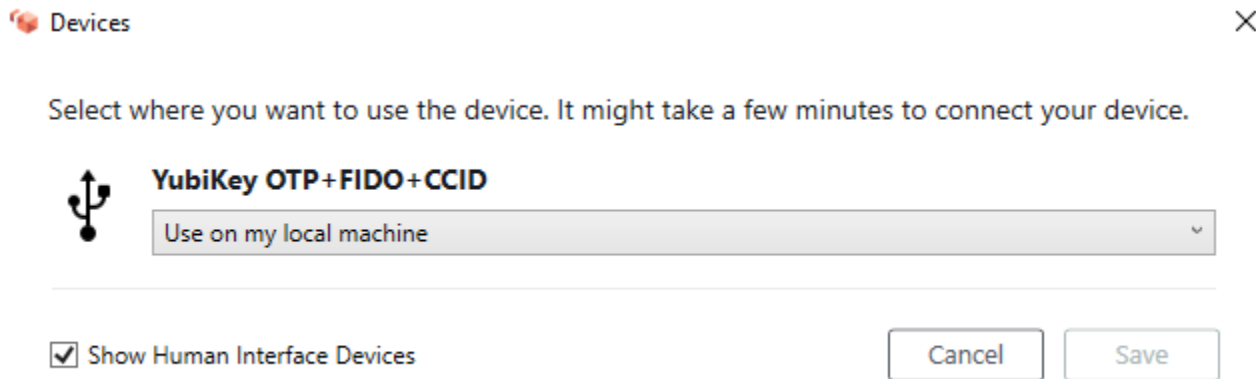 Devices
Select where you want to use the device. It might take a few minutes to connect your device.
YubiKey OTP+FIDO+CCID
Use on my local machine
Show Human Interface Devices
Cancel
Save